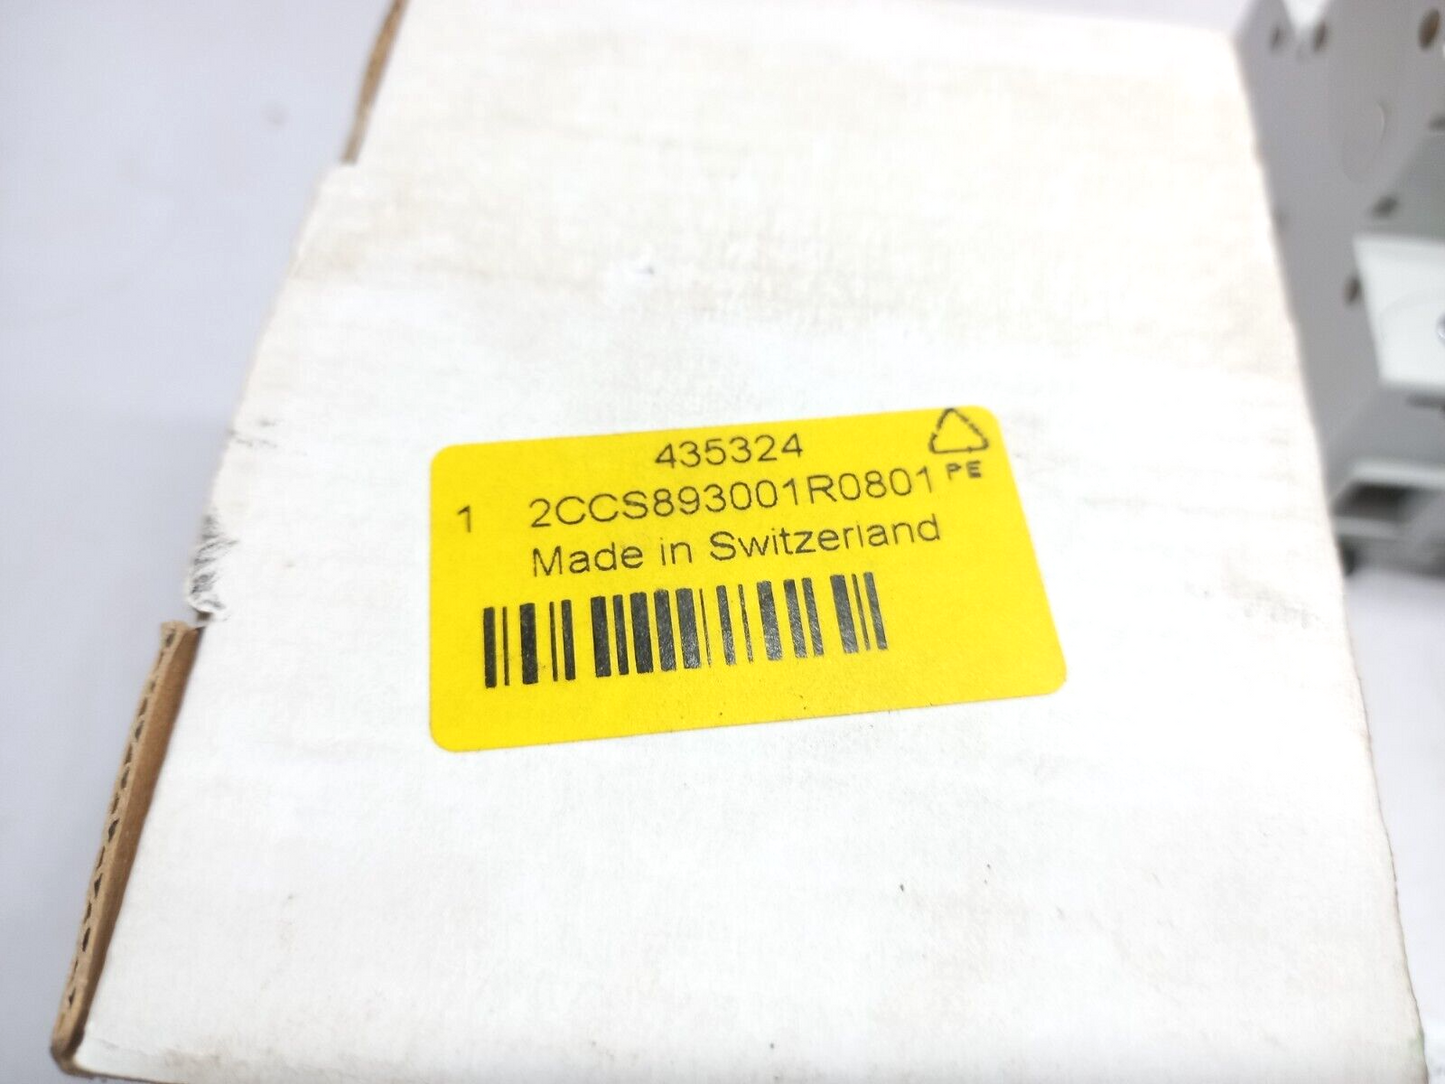 435324
1 2CCS893001R0801
PE
Made in Switzerland